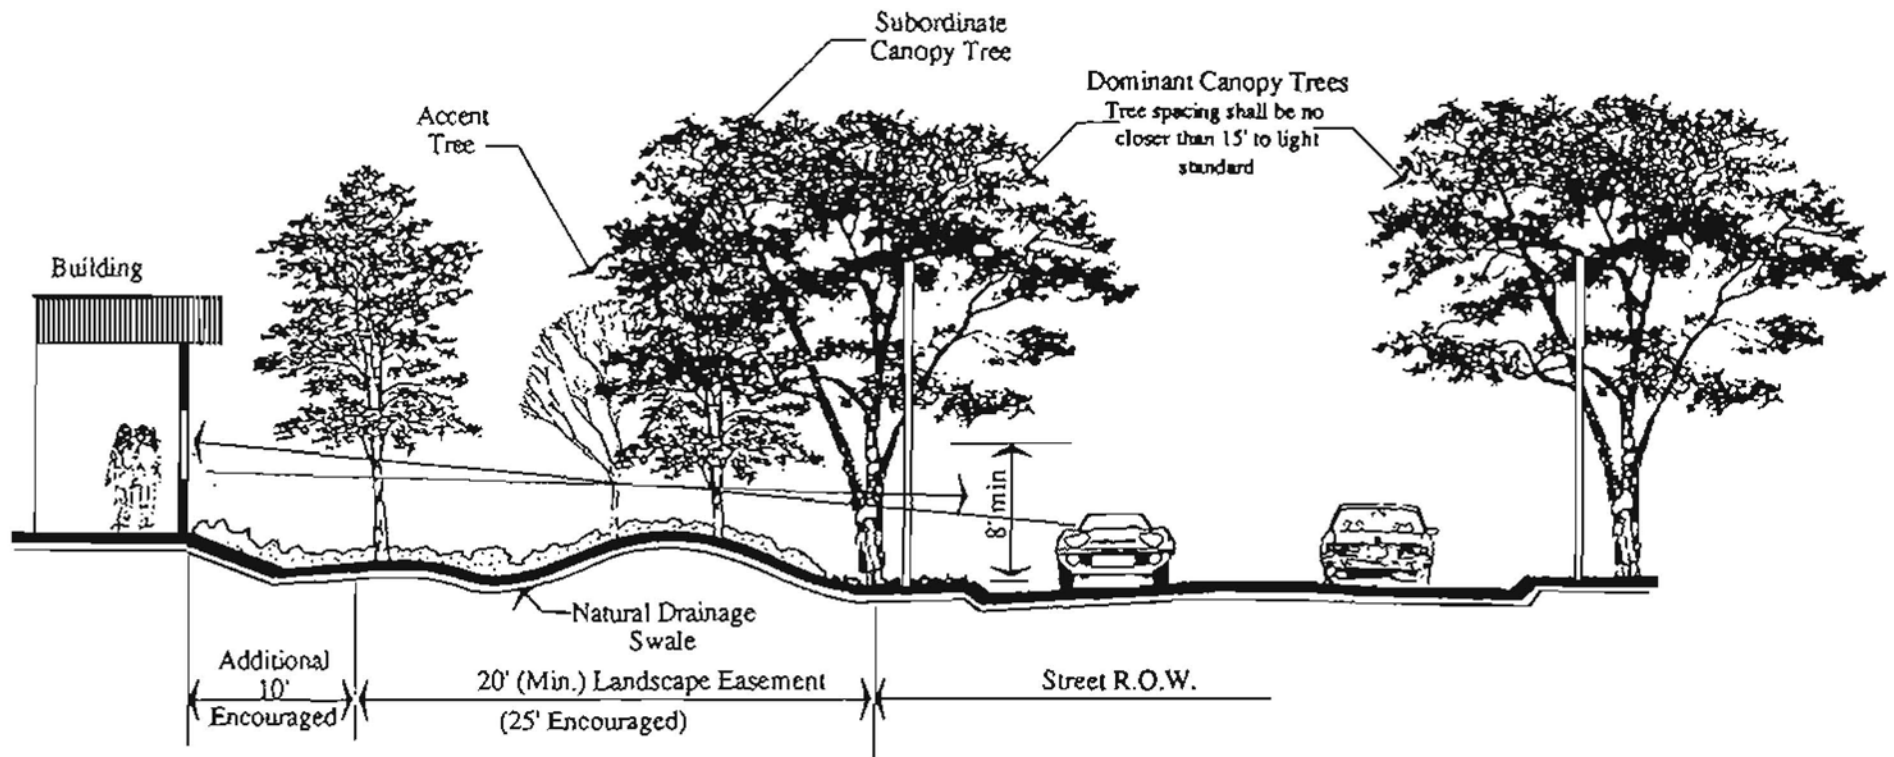 Subordinate
Canopy Tree
Dominant Canopy Trees
Tree spacing shall be no
closer than 15' to light
standard
Accent
Tree
Building
8' min
Natural Drainage
Swale
Additional
10'
Encouraged
20' (Min.) Landscape Easement
(25' Encouraged)
Street R.O.W.